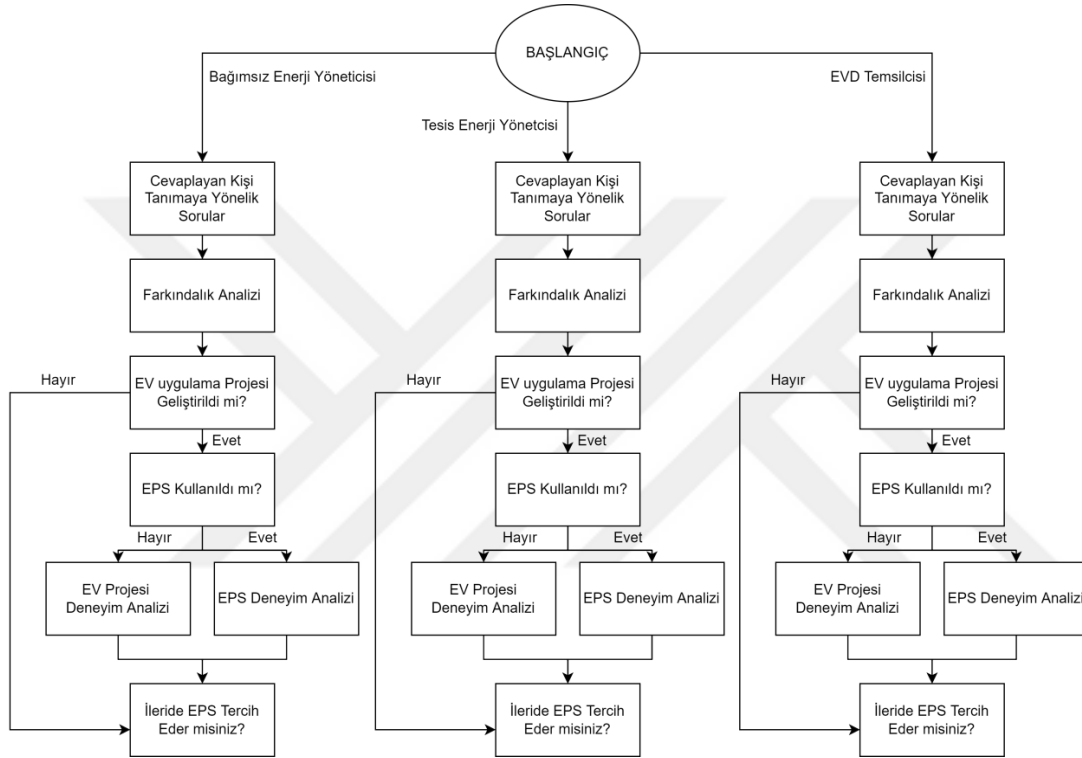 BAŞLANGIÇ
Bağımsız Enerji Yöneticisi
EVD Temsilcisi
Tesis Enerji Yönetcisi
Cevaplayan Kişi
Tanımaya Yönelik
Sorular
Cevaplayan Kişi
Tanımaya Yönelik
Sorular
Cevaplayan Kişi
Tanımaya Yönelik
Sorular
Farkındalık Analizi
Farkındalık Analizi
Farkındalık Analizi
Hayır
EV uygulama Projesi
Geliştirildi mi?
Hayır
EV uygulama Projesi
Geliştirildi mi?
Hayır
EV uygulama Projesi
Geliştirildi mi?
Evet
Evet
Evet
EPS Kullanıldı mı?
EPS Kullanıldı mı?
EPS Kullanıldı mı?
Hayır
Evet
Hayır
Evet
Hayır
Evet
EV Projesi
Deneyim Analizi
EPS Deneyim Analizi
EV Projesi
Deneyim Analizi
EPS Deneyim Analizi
EV Projesi
Deneyim Analizi
EPS Deneyim Analizi
İleride EPS Tercih
Eder misiniz?
İleride EPS Tercih
Eder misiniz?
İleride EPS Tercih
Eder misiniz?